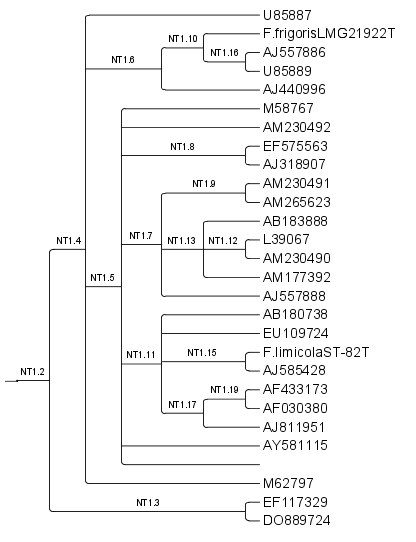 U85887
NT1.10
F.frigorisLMG21922T
NT1.16
AJ557886
NT1.6
U85889
AJ440996
M58767
AM230492
NT1.8
EF575563
AJ318907
NT1.9
AM230491
AM265623
AB183888
NT1.4
NT1.7
NT1.13
NT1.12
L39067
AM230490
NT1.5
AM177392
AJ557888
AB180738
EU109724
NT1.11
NT1.15
F.limicolaST-82T
AJ585428
NT1.2
NT1.19
AF433173
NT1.17
AF030380
AJ811951
AY581115
M62797
NT1.3
EF117329
DO889724